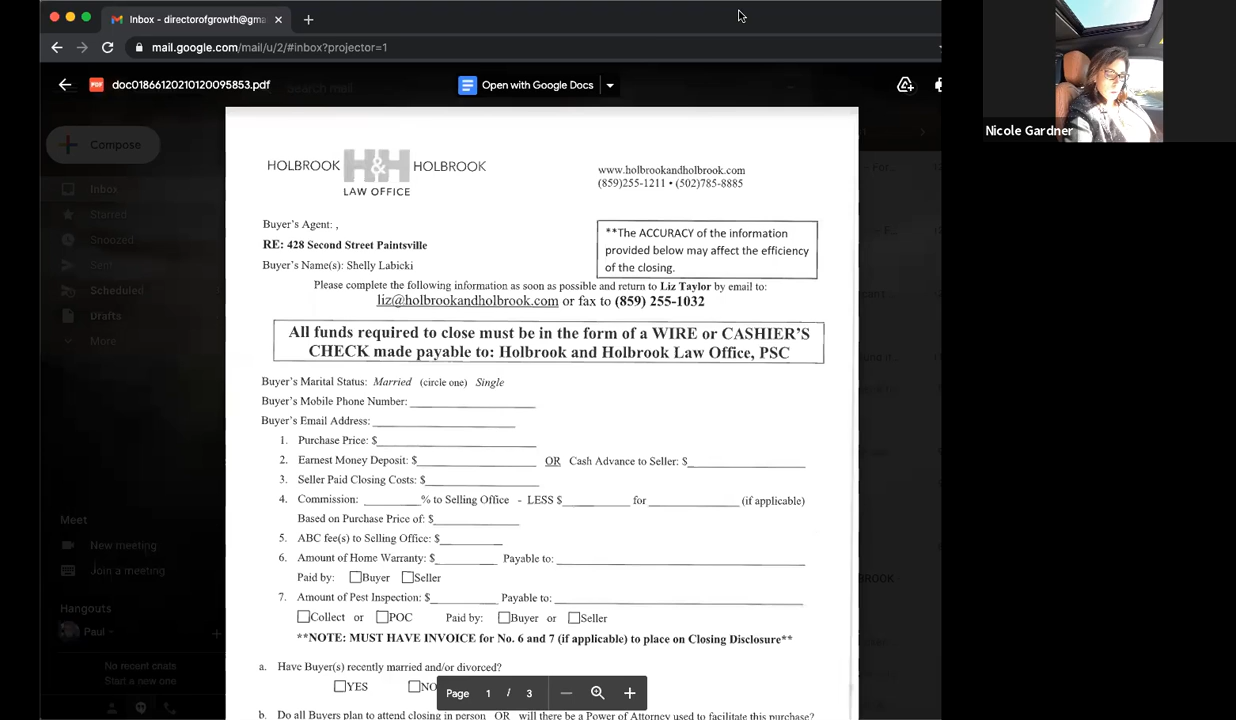 Inbox - directorofgrowth@gma
mail.google.com/mail/u/2/#inbox?projector=1
doc01866120210120095853.pdf
Search mail
Open with Google Docs
Compose
Inbox
Starred
Snoozed
Sent
Scheduled
Drafts
More
Meet
New meeting
Join a meeting
Hangouts
Paul
No recent chats
Start a new one
HOLBROOK H&H HOLBROOK
LAW OFFICE
www.holbrookandholbrook.com
(859)255-1211 • (502)785-8885
Buyer's Agent: ,
RE: 428 Second Street Paintsville
Buyer's Name(s): Shelly Labicki
**The ACCURACY of the information
provided below may affect the efficiency
of the closing.
Please complete the following information as soon as possible and return to Liz Taylor by email to:
liz@holbrookandholbrook.com or fax to (859) 255-1032
All funds required to close must be in the form of a WIRE or CASHIER'S
CHECK made payable to: Holbrook and Holbrook Law Office, PSC
Buyer's Marital Status: Married (circle one) Single
Buyer's Mobile Phone Number:
Buyer's Email Address:
1. Purchase Price: $
2. Earnest Money Deposit: $ OR Cash Advance to Seller: $
3. Seller Paid Closing Costs: $
4. Commission: % to Selling Office - LESS $ for (if applicable)
Based on Purchase Price of: $
5. ABC fee(s) to Selling Office: $
6. Amount of Home Warranty: $ Payable to:
Paid by: Buyer Seller
7. Amount of Pest Inspection: $ Payable to:
Collect or POC Paid by: Buyer or Seller
**NOTE: MUST HAVE INVOICE for No. 6 and 7 (if applicable) to place on Closing Disclosure**
a. Have Buyer(s) recently married and/or divorced?
YES NO
b. Do all Buyers plan to attend closing in person OR will there be a Power of Attorney used to facilitate this purchase?
Page 1 / 3
Nicole Gardner